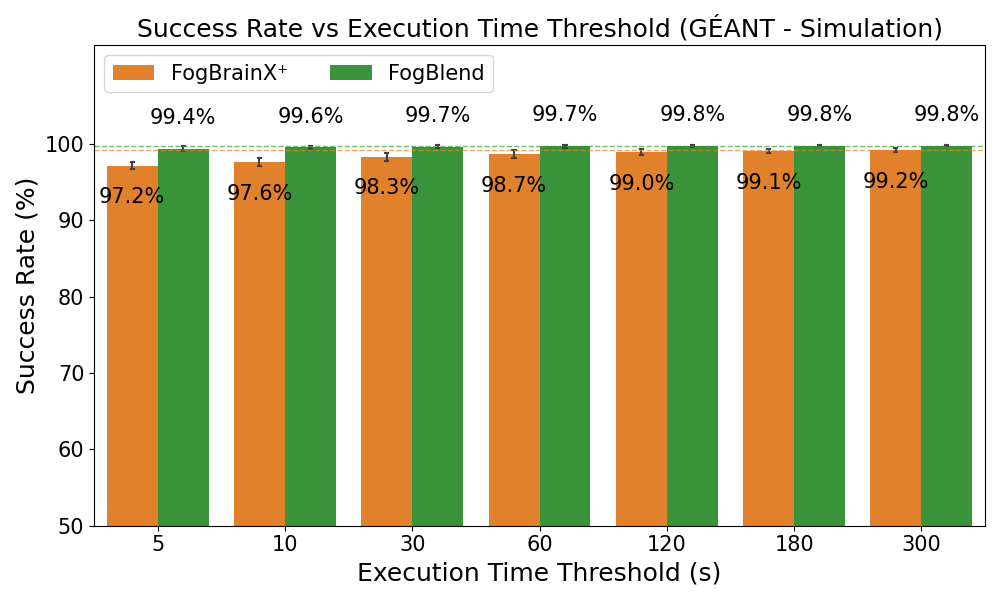 Success Rate vs Execution Time Threshold (GÉANT - Simulation)
FogBrainX⁺ FogBlend
99.4% 99.6% 99.7% 99.7% 99.8% 99.8% 99.8%
97.2% 97.6% 98.3% 98.7% 99.0% 99.1% 99.2%
100
90
80
70
60
50
Success Rate (%)
5 10 30 60 120 180 300
Execution Time Threshold (s)